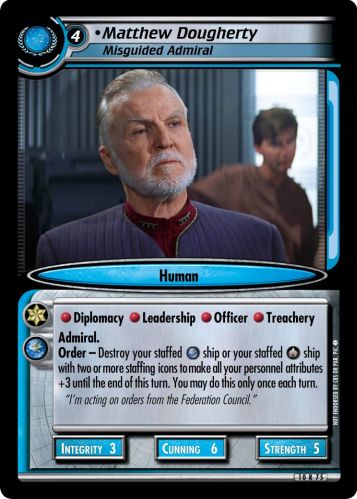 4
•Matthew Dougherty
Misguided Admiral
Human
Diplomacy Leadership Officer Treachery
Admiral.
Order – Destroy your staffed ship or your staffed ship
with two or more staffing icons to make all your personnel attributes
+3 until the end of this turn. You may do this only once each turn.
"I'm acting on orders from the Federation Council."
INTEGRITY 3 CUNNING 6 STRENGTH 5
10 R 75